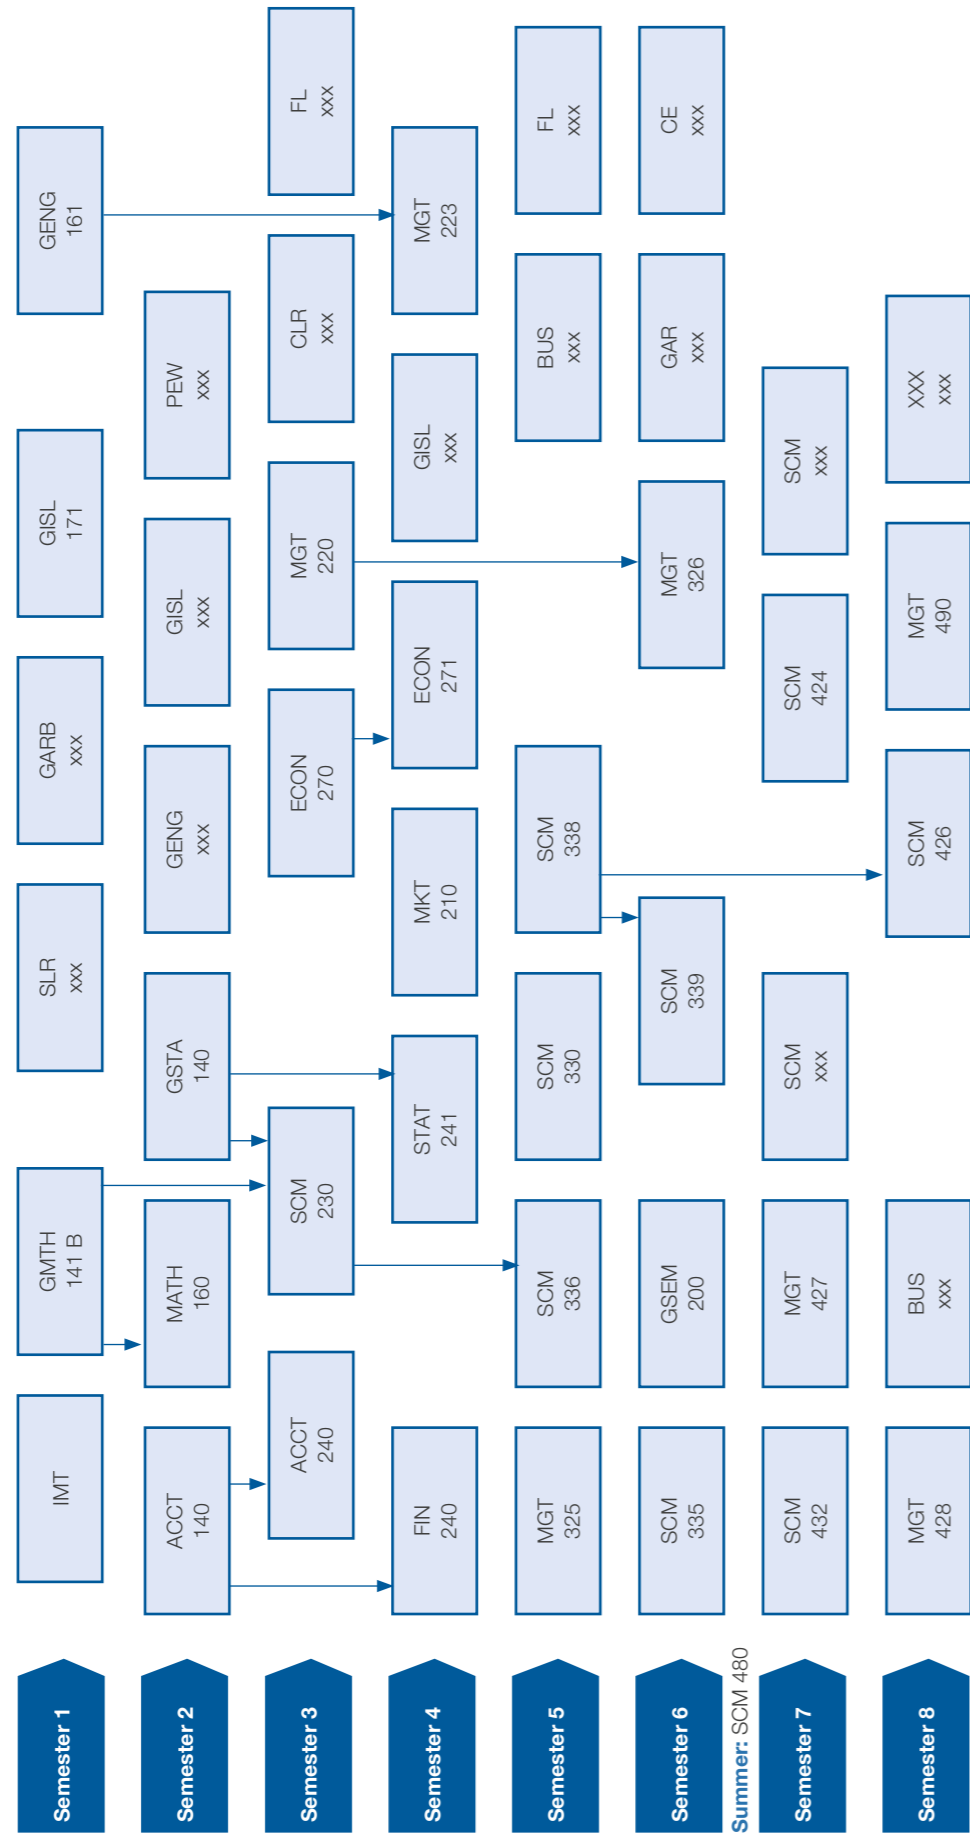 Semester 1
IMT
GMTH
141 B
SLR
xxx
GARB
xxx
GISL
171
GENG
161
Semester 2
ACCT
140
MATH
160
GSTA
140
GENG
xxx
GISL
xxx
PEW
xxx
Semester 3
ACCT
240
SCM
230
ECON
270
MGT
220
CLR
xxx
FL
xxx
Semester 4
FIN
240
STAT
241
MKT
210
ECON
271
GISL
xxx
MGT
223
Semester 5
MGT
325
SCM
336
SCM
330
SCM
338
BUS
xxx
FL
xxx
Semester 6
SCM
335
GSEM
200
SCM
339
MGT
326
GAR
xxx
CE
xxx
Summer: SCM 480
Semester 7
SCM
432
MGT
427
SCM
xxx
SCM
424
SCM
xxx
Semester 8
MGT
428
BUS
xxx
SCM
426
MGT
490
XXX
xxx